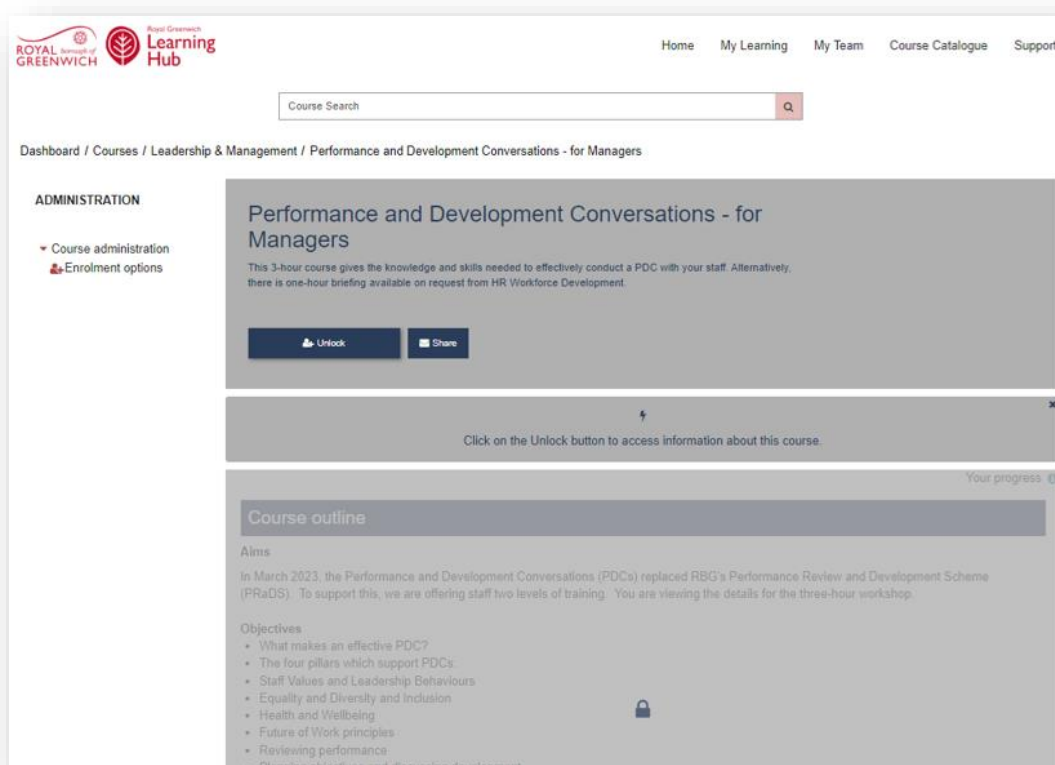 ROYAL borough of
GREENWICH
Royal Greenwich
Learning
Hub
Home My Learning My Team Course Catalogue Support
Course Search
Dashboard / Courses / Leadership & Management / Performance and Development Conversations - for Managers
ADMINISTRATION
Course administration
Enrolment options
Performance and Development Conversations - for
Managers
This 3-hour course gives the knowledge and skills needed to effectively conduct a PDC with your staff. Alternatively,
there is one-hour briefing available on request from HR Workforce Development.
Unlock Share
Click on the Unlock button to access information about this course.
Your progress
Course outline
Aims
In March 2023, the Performance and Development Conversations (PDCs) replaced RBG's Performance Review and Development Scheme
(PRaDS). To support this, we are offering staff two levels of training. You are viewing the details for the three-hour workshop.
Objectives
• What makes an effective PDC?
• The four pillars which support PDCs:
• Staff Values and Leadership Behaviours
• Equality and Diversity and Inclusion
• Health and Wellbeing
• Future of Work principles
• Reviewing performance